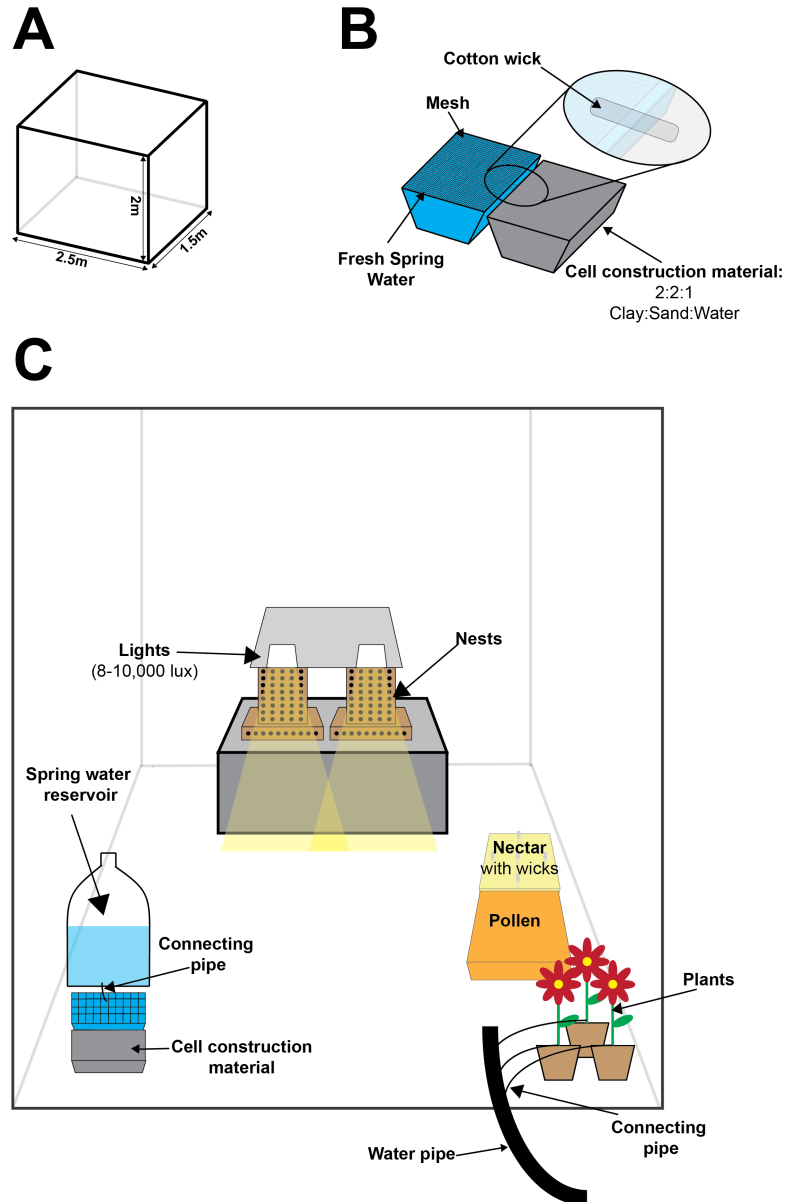 A
2m
2.5m
1.5m
B
Cotton wick
Mesh
Fresh Spring
Water
Cell construction material:
2:2:1
Clay:Sand:Water
C
Lights
(8-10,000 lux)
Nests
Spring water
reservoir
Nectar
with wicks
Pollen
Connecting
pipe
Plants
Cell construction
material
Connecting
pipe
Water pipe